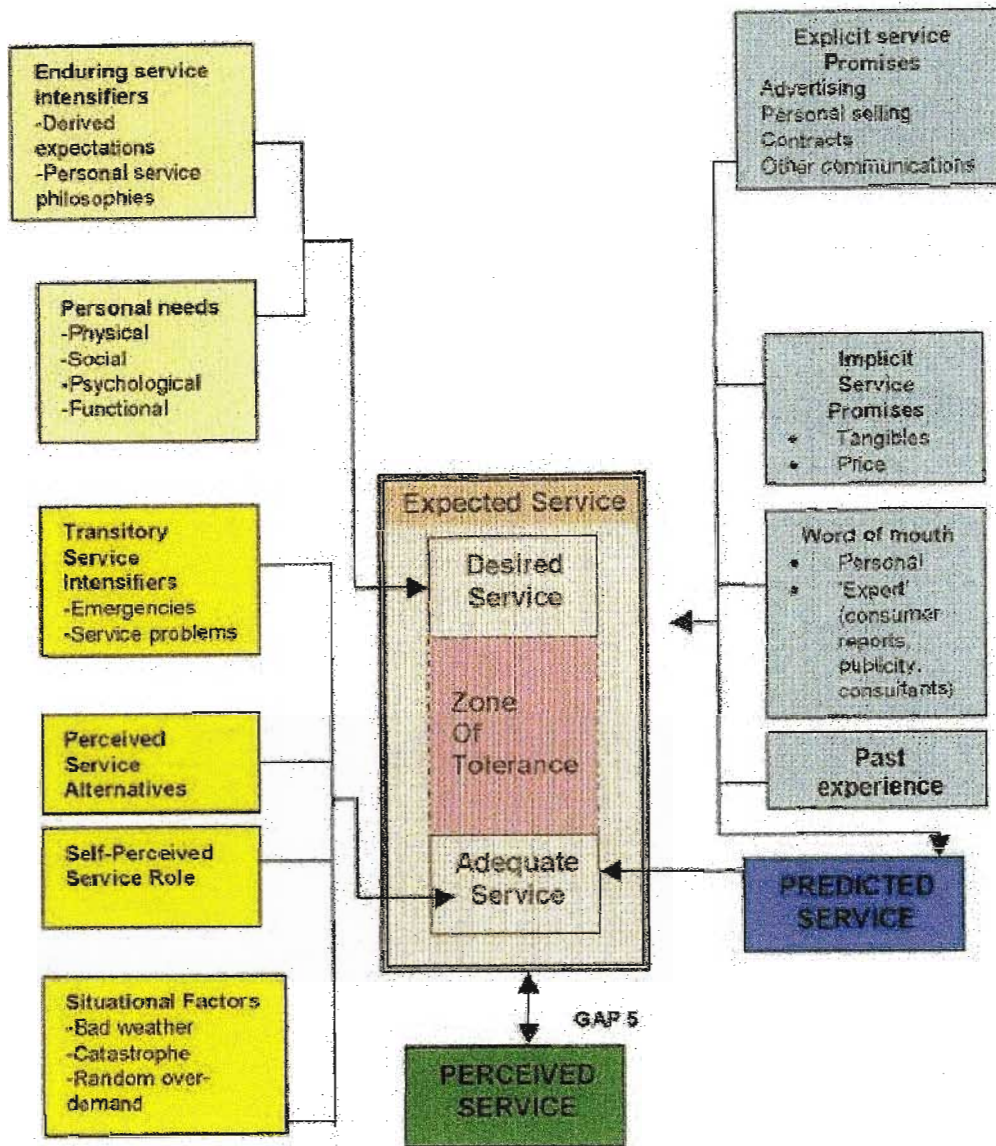 Enduring service
intensifiers
-Derived
expectations
-Personal service
philosophies
Personal needs
-Physical
-Social
-Psychological
-Functional
Transitory
Service
Intensifiers
-Emergencies
-Service problems
Perceived
Service
Alternatives
Self-Perceived
Service Role
Situational Factors
-Bad weather
-Catastrophe
-Random over-
demand
Expected Service
Desired
Service
Zone
Of
Tolerance
Adequate
Service
GAP 5
PERCEIVED
SERVICE
Explicit service
Promises
Advertising
Personal selling
Contracts
Other communications
Implicit
Service
Promises
• Tangibles
• Price
Word of mouth
• Personal
• 'Expert'
(consumer
reports,
publicity,
consultants)
Past
experience
PREDICTED
SERVICE